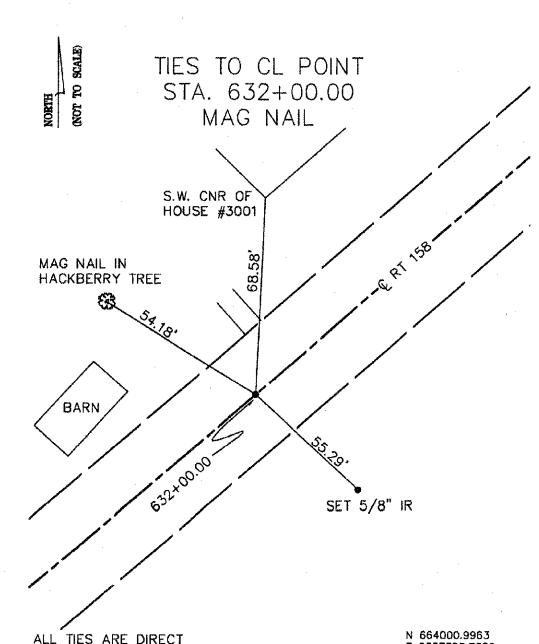 NORTH
(NOT TO SCALE)
TIES TO CL POINT
STA. 632+00.00
MAG NAIL
S.W. CNR OF
HOUSE #3001
MAG NAIL IN
HACKBERRY TREE
68.58'
℄ RT 158
54.18'
BARN
632+00.00
55.29'
SET 5/8" IR
ALL TIES ARE DIRECT
N 664000.9963